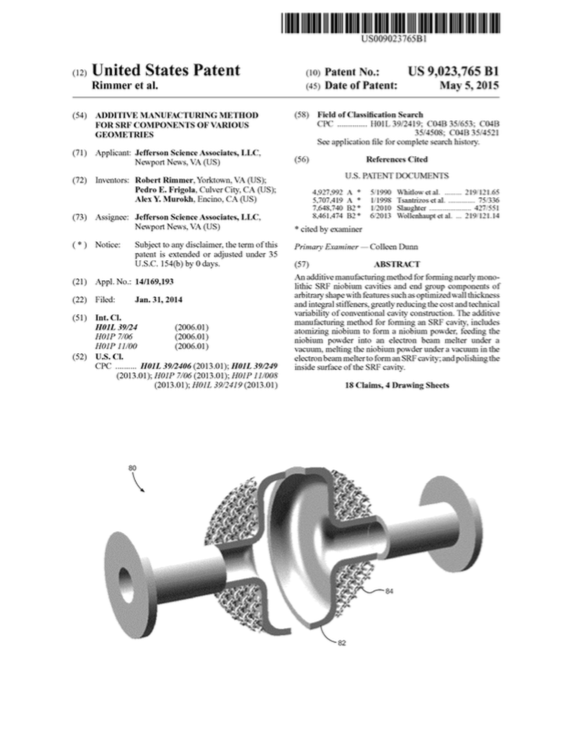 US009023765B1
(12) United States Patent
Rimmer et al.
(10) Patent No.: US 9,023,765 B1
(45) Date of Patent: May 5, 2015
(54) ADDITIVE MANUFACTURING METHOD
FOR SRF COMPONENTS OF VARIOUS
GEOMETRIES
(71) Applicant: Jefferson Science Associates, LLC,
Newport News, VA (US)
(72) Inventors: Robert Rimmer, Yorktown, VA (US);
Pedro E. Frigola, Culver City, CA (US);
Alex Y. Murokh, Encino, CA (US)
(73) Assignee: Jefferson Science Associates, LLC,
Newport News, VA (US)
( * ) Notice: Subject to any disclaimer, the term of this
patent is extended or adjusted under 35
U.S.C. 154(b) by 0 days.
(21) Appl. No.: 14/169,193
(22) Filed: Jan. 31, 2014
(51) Int. Cl.
H01L 39/24 (2006.01)
H01P 7/06 (2006.01)
H01P 11/00 (2006.01)
(52) U.S. Cl.
CPC .......... H01L 39/2406 (2013.01); H01L 39/249
(2013.01); H01P 7/06 (2013.01); H01P 11/008
(2013.01); H01L 39/2419 (2013.01)
(58) Field of Classification Search
CPC .............. H01L 39/2419; C04B 35/653; C04B
35/4508; C04B 35/4521
See application file for complete search history.
(56) References Cited
U.S. PATENT DOCUMENTS
4,927,992 A * 5/1990 Whitlow et al. ........ 219/121.65
5,707,419 A * 1/1998 Tsantrizos et al. ........... 75/336
7,648,740 B2 * 1/2010 Slaughter .................... 427/551
8,461,474 B2 * 6/2013 Wollenhaupt et al. ... 219/121.14
* cited by examiner
Primary Examiner — Colleen Dunn
(57) ABSTRACT
An additive manufacturing method for forming nearly mono-
lithic SRF niobium cavities and end group components of
arbitrary shape with features such as optimized wall thickness
and integral stiffeners, greatly reducing the cost and technical
variability of conventional cavity construction. The additive
manufacturing method for forming an SRF cavity, includes
atomizing niobium to form a niobium powder, feeding the
niobium powder into an electron beam melter under a
vacuum, melting the niobium powder under a vacuum in the
electron beam melter to form an SRF cavity; and polishing the
inside surface of the SRF cavity.
18 Claims, 4 Drawing Sheets
80
84
82